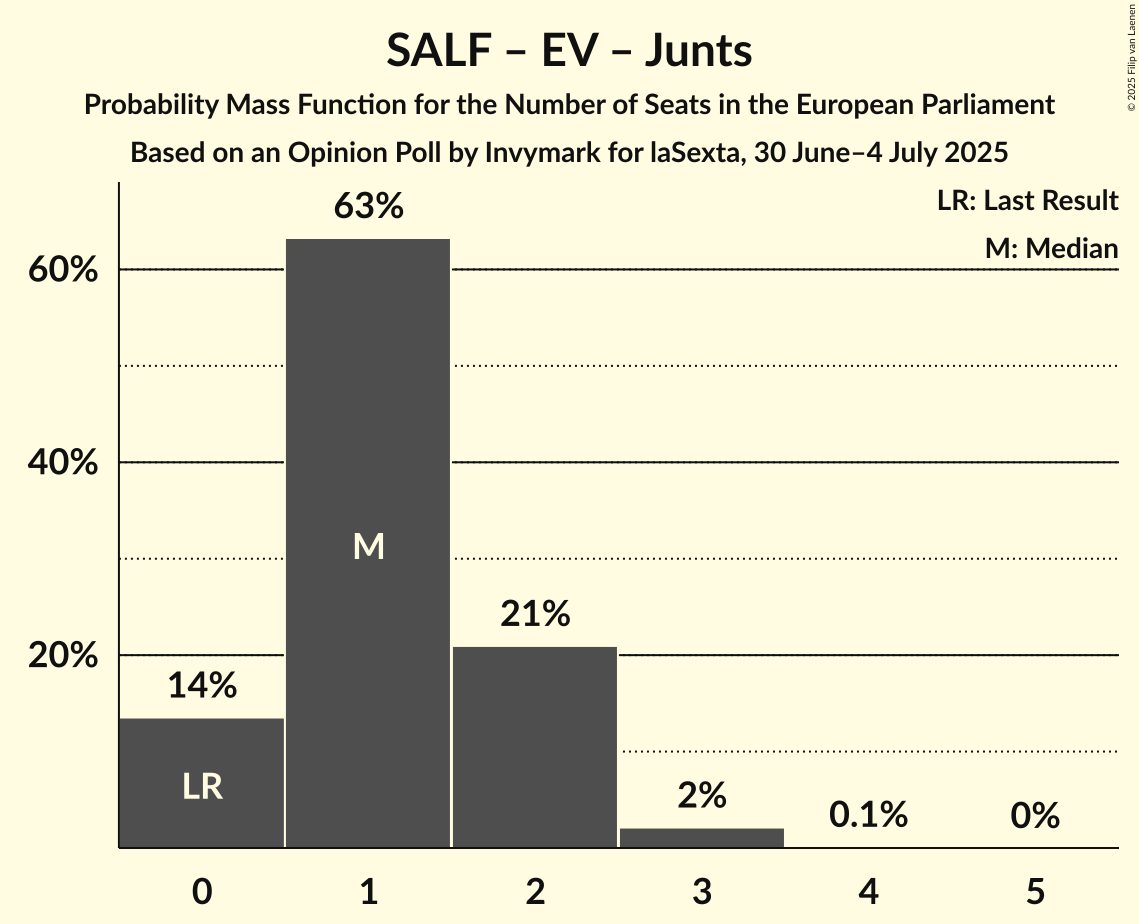 SALF – EV – Junts
Probability Mass Function for the Number of Seats in the European Parliament
Based on an Opinion Poll by Invymark for laSexta, 30 June–4 July 2025
© 2025 Filip van Laenen
LR: Last Result
M: Median
63%
60%
40%
M
21%
20%
14%
LR
2%
0.1%
0%
0 1 2 3 4 5